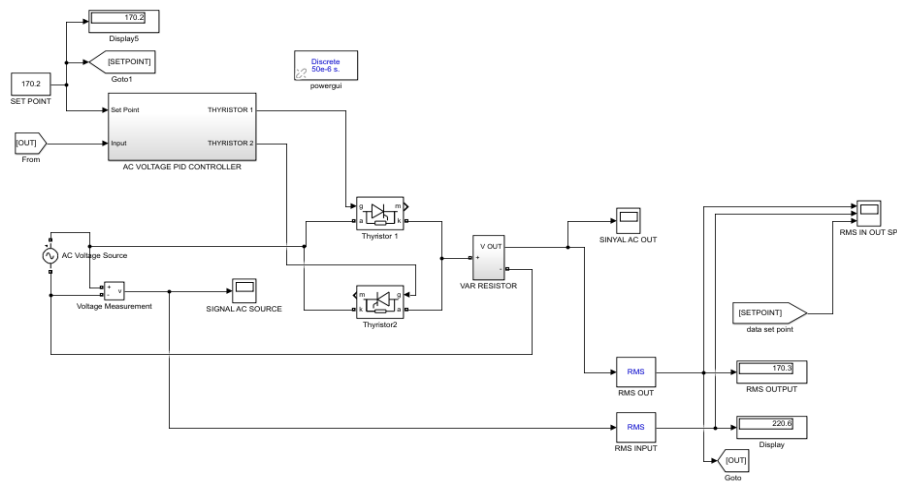 170.2
Display5
[SETPOINT]
Goto1
Discrete
50e-6 s.
powergui
170.2
SET POINT
Set Point
THYRISTOR 1
Input
THYRISTOR 2
AC VOLTAGE PID CONTROLLER
[OUT]
From
g
m
a
k
Thyristor 1
V OUT
+
-
VAR RESISTOR
SINYAL AC OUT
RMS IN OUT SP
AC Voltage Source
+
-
v
Voltage Measurement
SIGNAL AC SOURCE
m
g
k
a
Thyristor2
[SETPOINT]
data set point
RMS
RMS OUT
170.3
RMS OUTPUT
RMS
RMS INPUT
220.6
Display
[OUT]
Goto